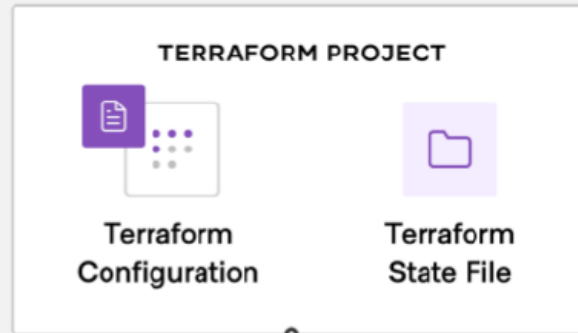 TERRAFORM PROJECT
Terraform
Configuration
Terraform
State File